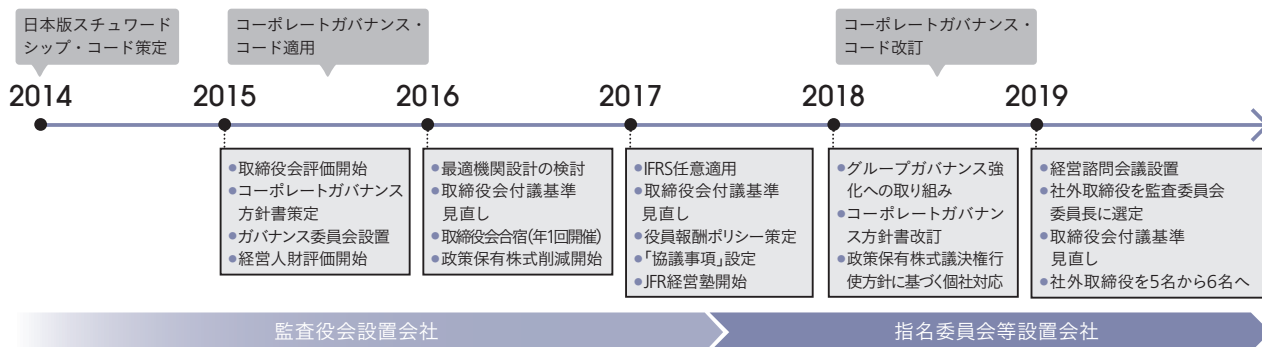 日本版スチュワード
シップ・コード策定
コーポレートガバナンス・
コード適用
コーポレートガバナンス・
コード改訂
2014
2015
2016
2017
2018
2019
●取締役会評価開始
●コーポレートガバナンス
方針書策定
●ガバナンス委員会設置
●経営人財評価開始
●最適機関設計の検討
●取締役会付議基準
見直し
●取締役会合宿(年1回開催)
●政策保有株式削減開始
●IFRS任意適用
●取締役会付議基準
見直し
●役員報酬ポリシー策定
●「協議事項」設定
●JFR経営塾開始
●グループガバナンス強
化への取り組み
●コーポレートガバナン
ス方針書改訂
●政策保有株式議決権行
使方針に基づく個社対応
●経営諮問会議設置
●社外取締役を監査委員会
委員長に選定
●取締役会付議基準
見直し
●社外取締役を5名から6名へ
監査役会設置会社
指名委員会等設置会社